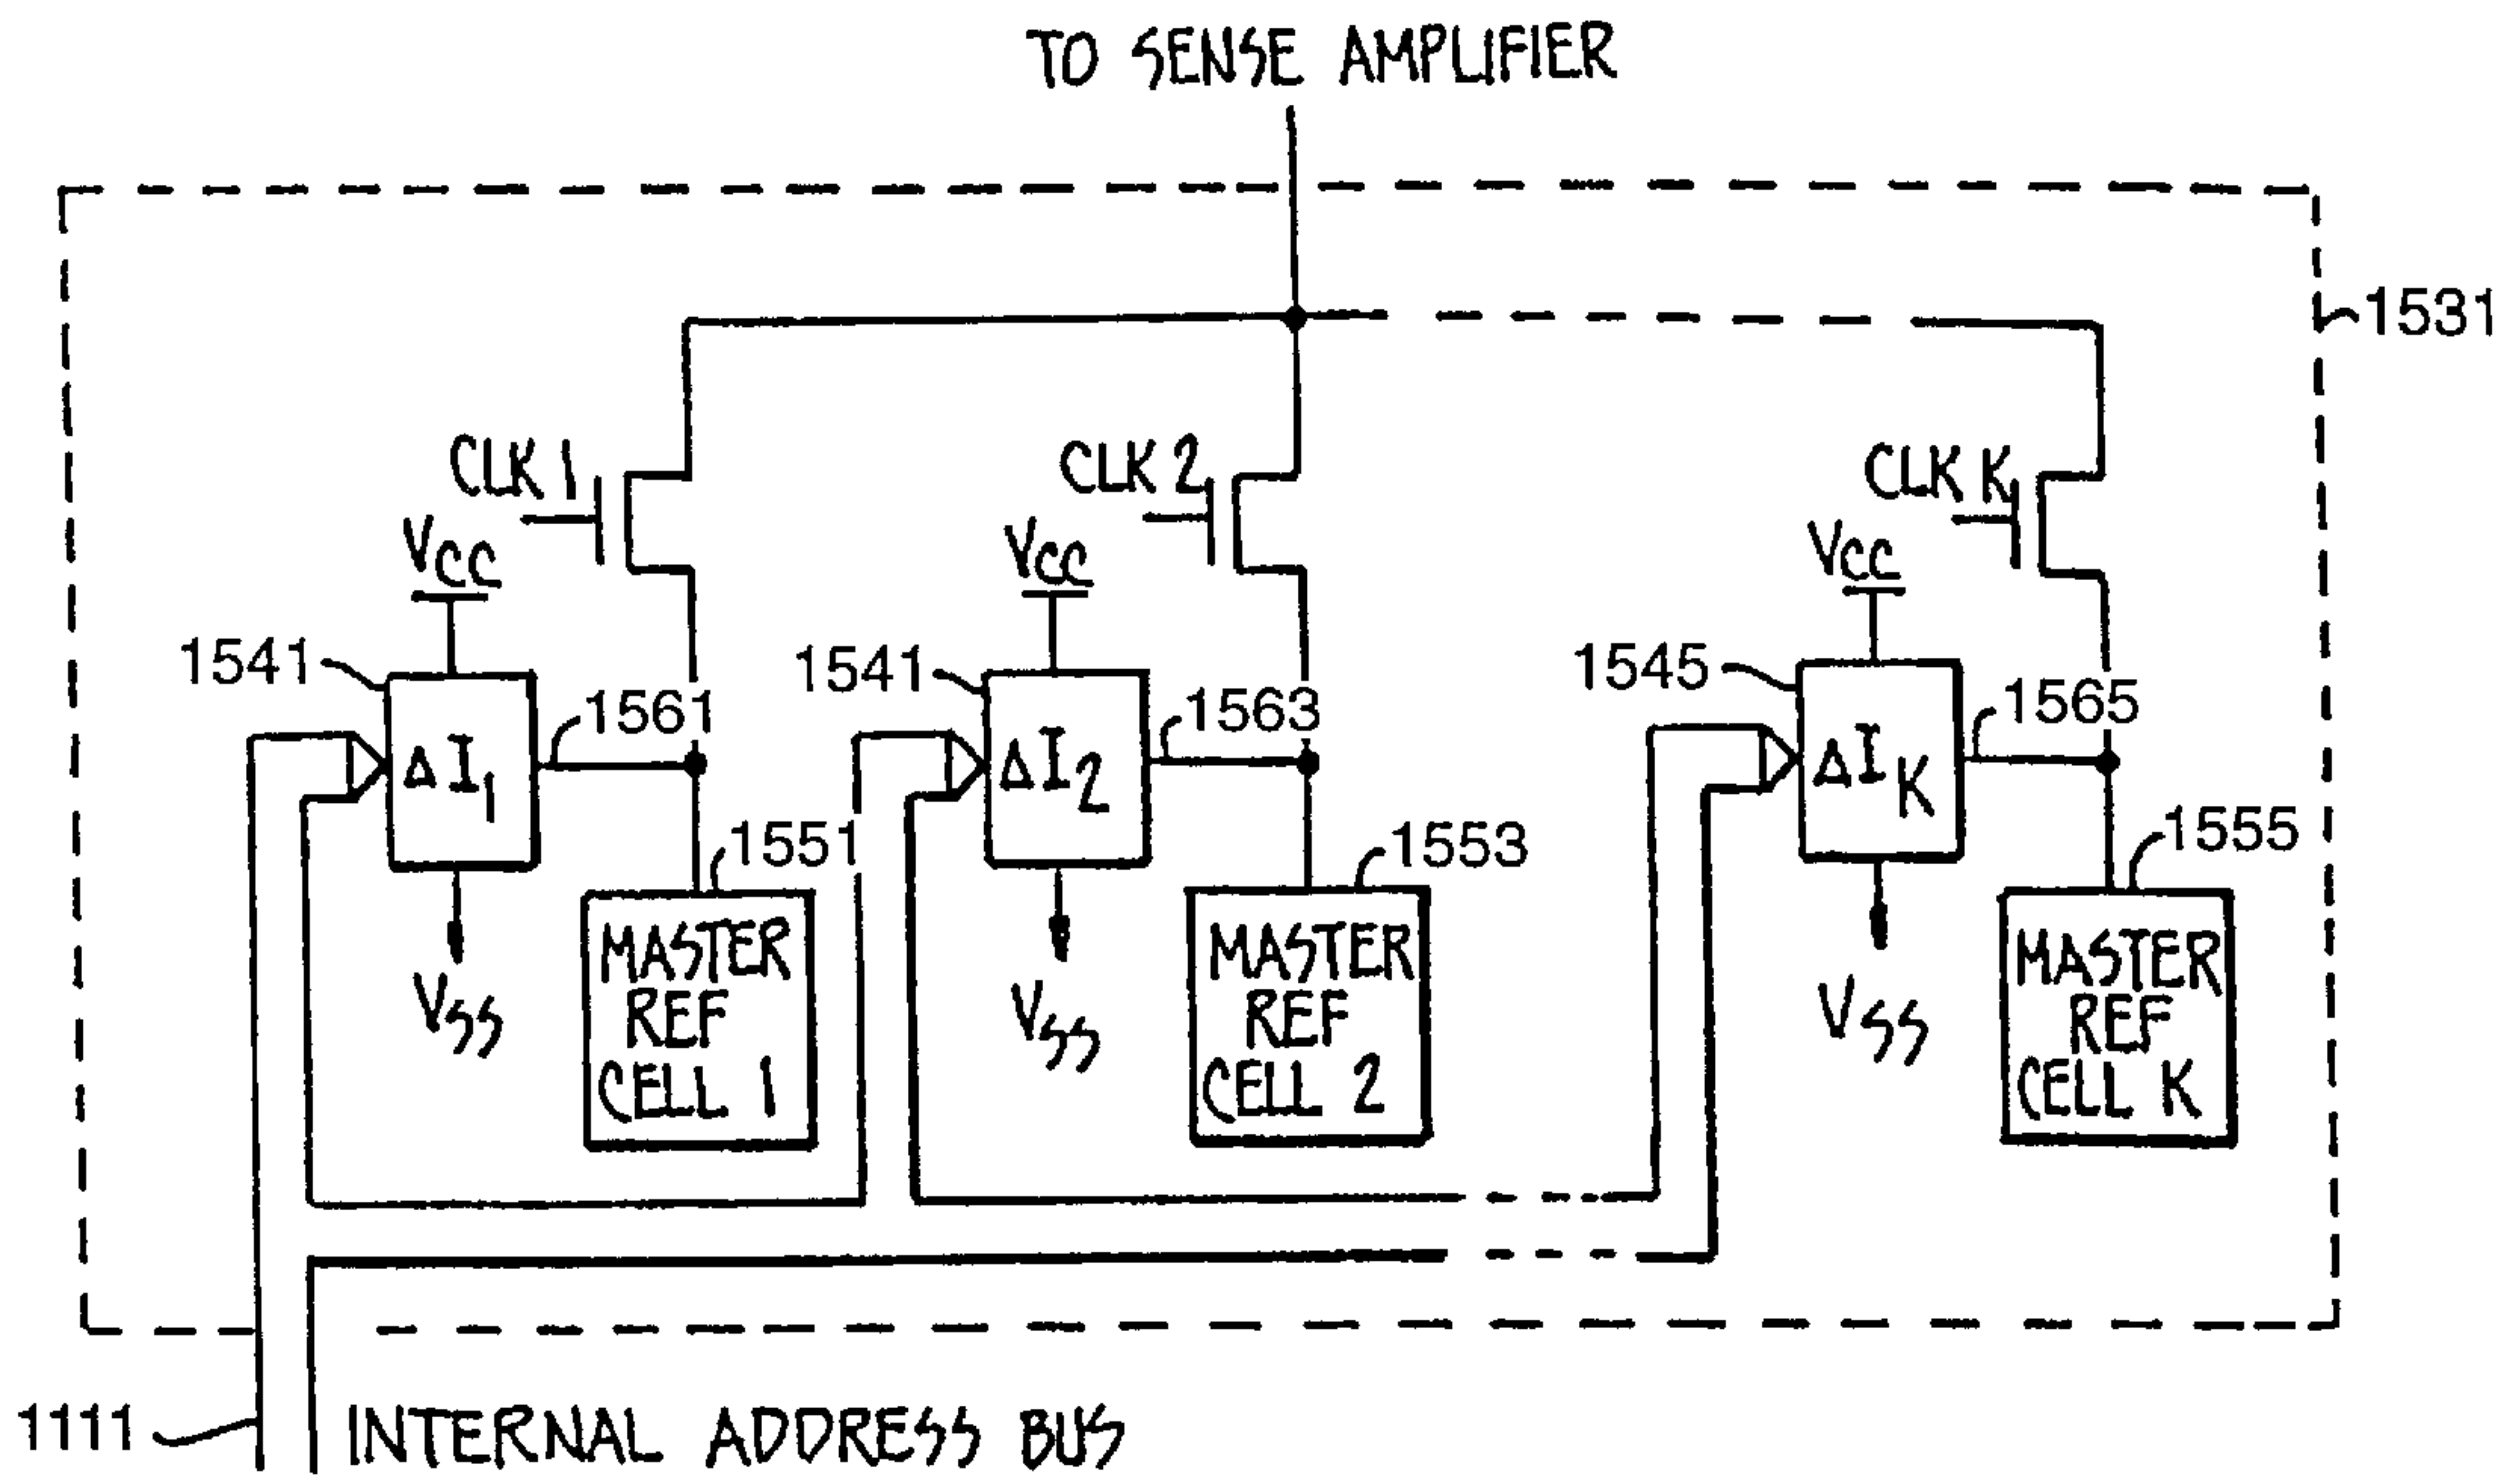 TO SENSE AMPLIFIER
1531
CLK 1
CLK 2
CLK K
VCC
VCC
VCC
1541
1541
1545
1561
1563
1565
ΔI1
ΔI2
ΔIK
1551
1553
1555
VSS
VSS
VSS
MASTER
REF
CELL 1
MASTER
REF
CELL 2
MASTER
REF
CELL K
1111
INTERNAL ADDRESS BUS